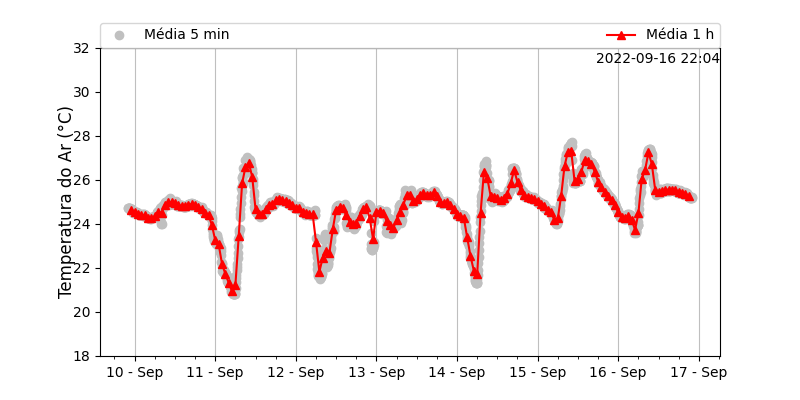 Média 5 min
Média 1 h
2022-09-16 22:04
Temperatura do Ar (°C)
32
30
28
26
24
22
20
18
10 - Sep
11 - Sep
12 - Sep
13 - Sep
14 - Sep
15 - Sep
16 - Sep
17 - Sep